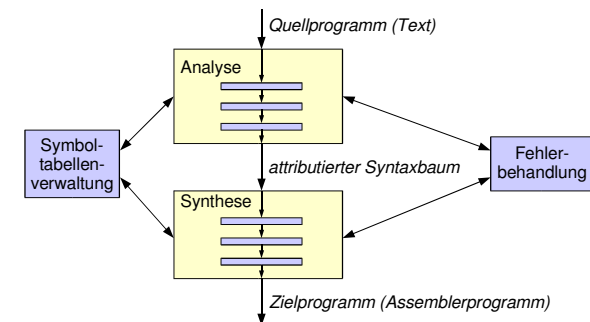 Quellprogramm (Text)
Analyse
Symbol-
tabellen-
verwaltung
attributierter Syntaxbaum
Fehler-
behandlung
Synthese
Zielprogramm (Assemblerprogramm)